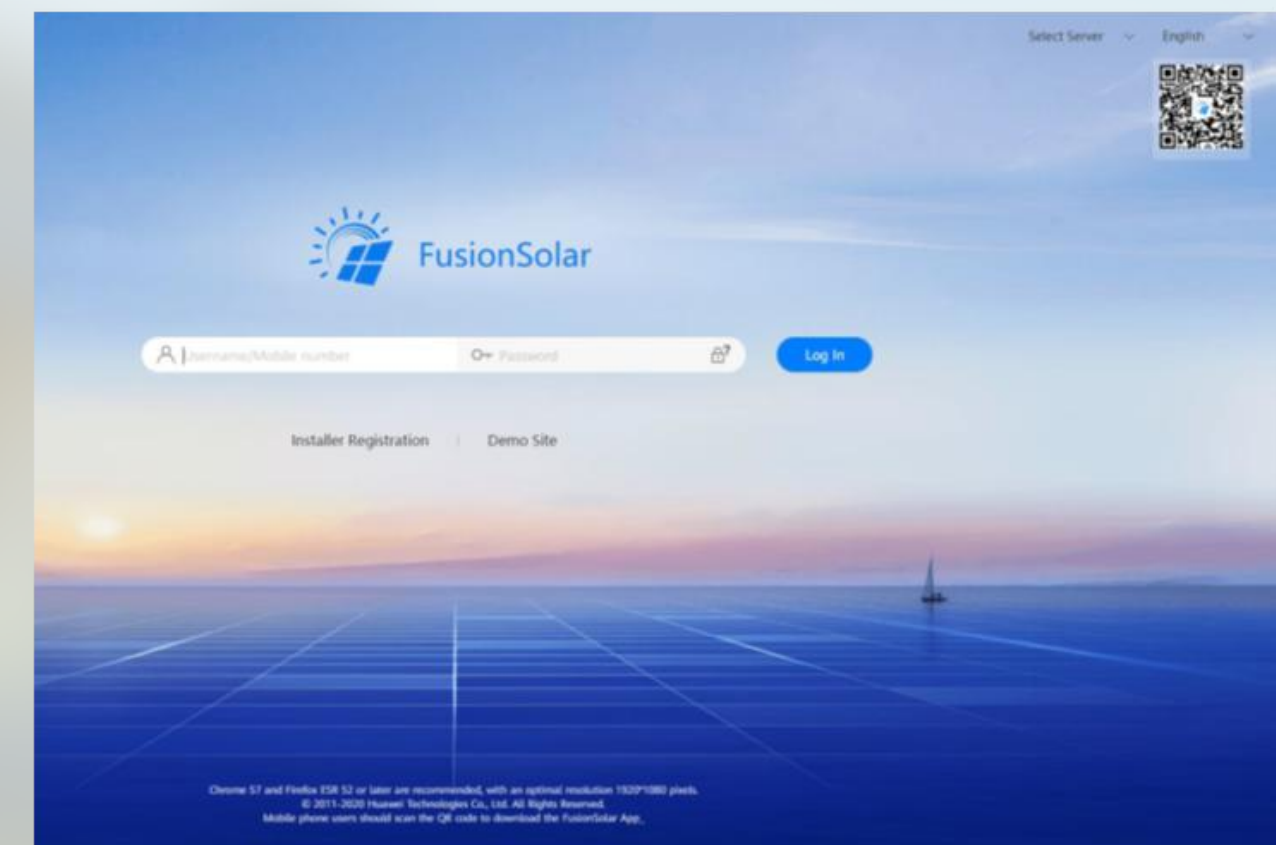 Select Server English
FusionSolar
Username/Mobile number Password Log In
Installer Registration Demo Site
Chrome 57 and Firefox ESR 52 or later are recommended, with an optimal resolution 1920*1080 pixels.
© 2011-2020 Huawei Technologies Co., Ltd. All Rights Reserved.
Mobile phone users should scan the QR code to download the FusionSolar App.